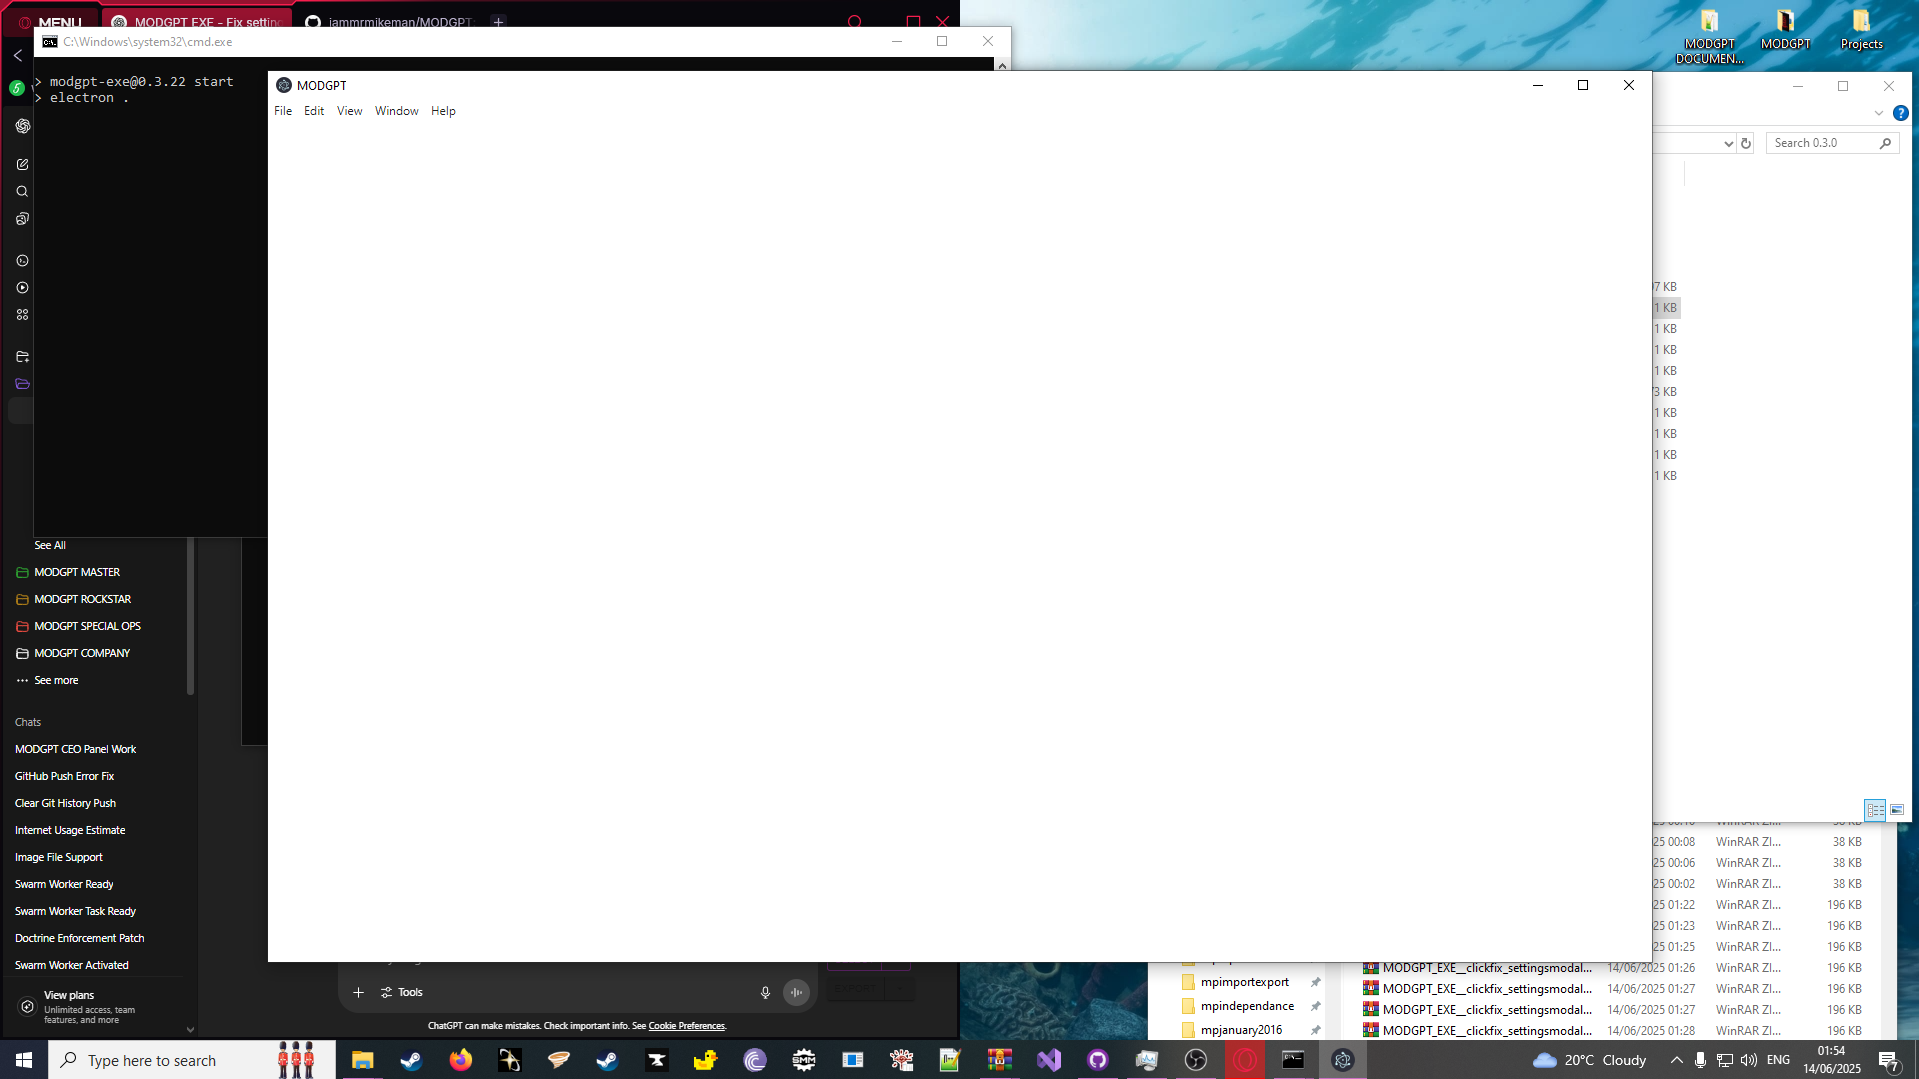 MENU
MODGPT EXE - Fix setting
iammrmikeman/MODGPT
C:\Windows\system32\cmd.exe
> modgpt-exe@0.3.22 start
> electron .
MODGPT
File Edit View Window Help
MODGPT DOCUMEN...
MODGPT
Projects
Search 0.3.0
7 KB
1 KB
1 KB
1 KB
1 KB
3 KB
1 KB
1 KB
1 KB
1 KB
See All
MODGPT MASTER
MODGPT ROCKSTAR
MODGPT SPECIAL OPS
MODGPT COMPANY
See more
Chats
MODGPT CEO Panel Work
GitHub Push Error Fix
Clear Git History Push
Internet Usage Estimate
Image File Support
Swarm Worker Ready
Swarm Worker Task Ready
Doctrine Enforcement Patch
Swarm Worker Activated
View plans
Unlimited access, team
features, and more
Tools
ChatGPT can make mistakes. Check important info. See Cookie Preferences.
25 00:08 WinRAR ZI... 38 KB
25 00:06 WinRAR ZI... 38 KB
25 00:02 WinRAR ZI... 38 KB
25 01:22 WinRAR ZI... 196 KB
25 01:23 WinRAR ZI... 196 KB
25 01:25 WinRAR ZI... 196 KB
MODGPT_EXE__clickfix_settingsmodal... 14/06/2025 01:26 WinRAR ZI... 196 KB
mpimportexport MODGPT_EXE__clickfix_settingsmodal... 14/06/2025 01:27 WinRAR ZI... 196 KB
mpindependance MODGPT_EXE__clickfix_settingsmodal... 14/06/2025 01:27 WinRAR ZI... 196 KB
mpjanuary2016 MODGPT_EXE__clickfix_settingsmodal... 14/06/2025 01:28 WinRAR ZI... 196 KB
Type here to search
SMM
20°C Cloudy
ENG
01:54
14/06/2025
7